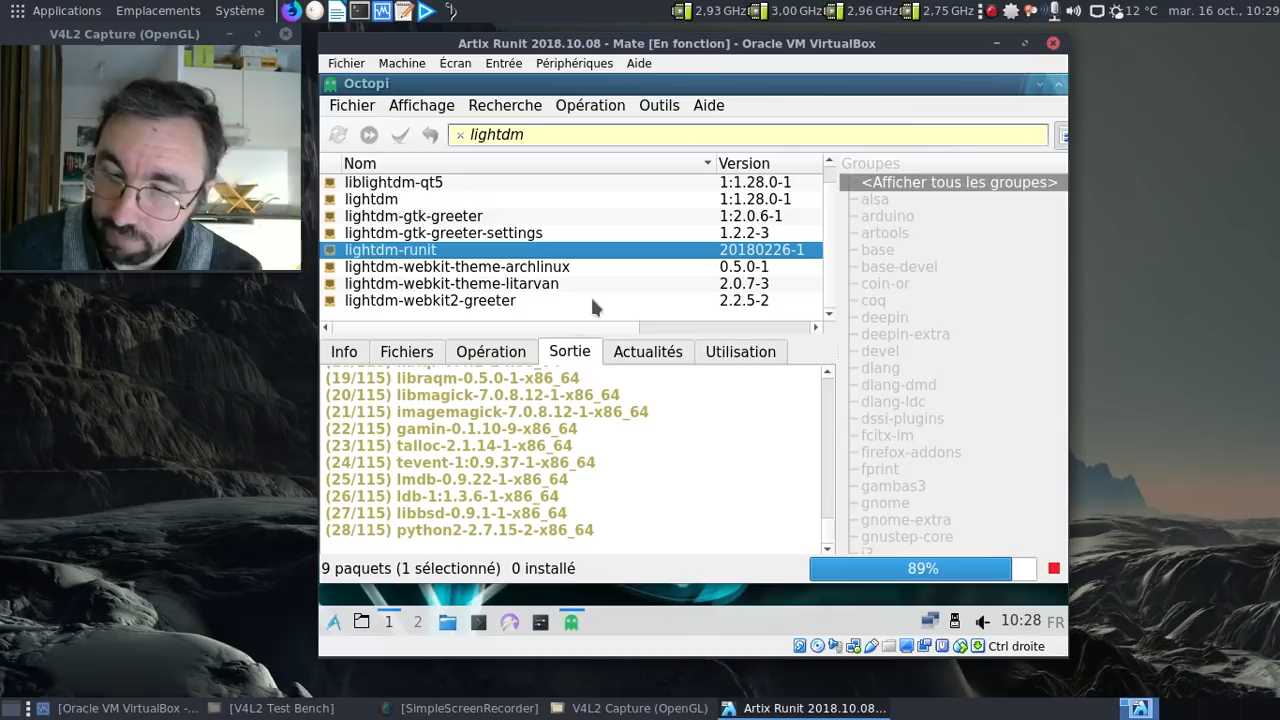 Applications Emplacements Système 2,93 GHz 3,00 GHz 2,96 GHz 2,75 GHz 12 °C mar. 16 oct., 10:29
V4L2 Capture (OpenGL)
Artix Runit 2018.10.08 - Mate [En fonction] - Oracle VM VirtualBox
Fichier Machine Écran Entrée Périphériques Aide
Octopi
Fichier Affichage Recherche Opération Outils Aide
lightdm
Nom Version
liblightdm-qt5 1:1.28.0-1
lightdm 1:1.28.0-1
lightdm-gtk-greeter 1:2.0.6-1
lightdm-gtk-greeter-settings 1.2.2-3
lightdm-runit 20180226-1
lightdm-webkit-theme-archlinux 0.5.0-1
lightdm-webkit-theme-litarvan 2.0.7-3
lightdm-webkit2-greeter 2.2.5-2
Groupes
<Afficher tous les groupes>
alsa
arduino
artools
base
base-devel
coin-or
coq
deepin
deepin-extra
devel
dlang
dlang-dmd
dlang-ldc
dssi-plugins
fcitx-im
firefox-addons
fprint
gambas3
gnome
gnome-extra
gnustep-core
i3
Info Fichiers Opération Sortie Actualités Utilisation
(19/115) libraqm-0.5.0-1-x86_64
(20/115) libmagick-7.0.8.12-1-x86_64
(21/115) imagemagick-7.0.8.12-1-x86_64
(22/115) gamin-0.1.10-9-x86_64
(23/115) talloc-2.1.14-1-x86_64
(24/115) tevent-1:0.9.37-1-x86_64
(25/115) lmdb-0.9.22-1-x86_64
(26/115) ldb-1:1.3.6-1-x86_64
(27/115) libbsd-0.9.1-1-x86_64
(28/115) python2-2.7.15-2-x86_64
9 paquets (1 sélectionné) 0 installé 89%
1 2 10:28 FR
Ctrl droite
[Oracle VM VirtualBox -... [V4L2 Test Bench] [SimpleScreenRecorder] V4L2 Capture (OpenGL) Artix Runit 2018.10.08...